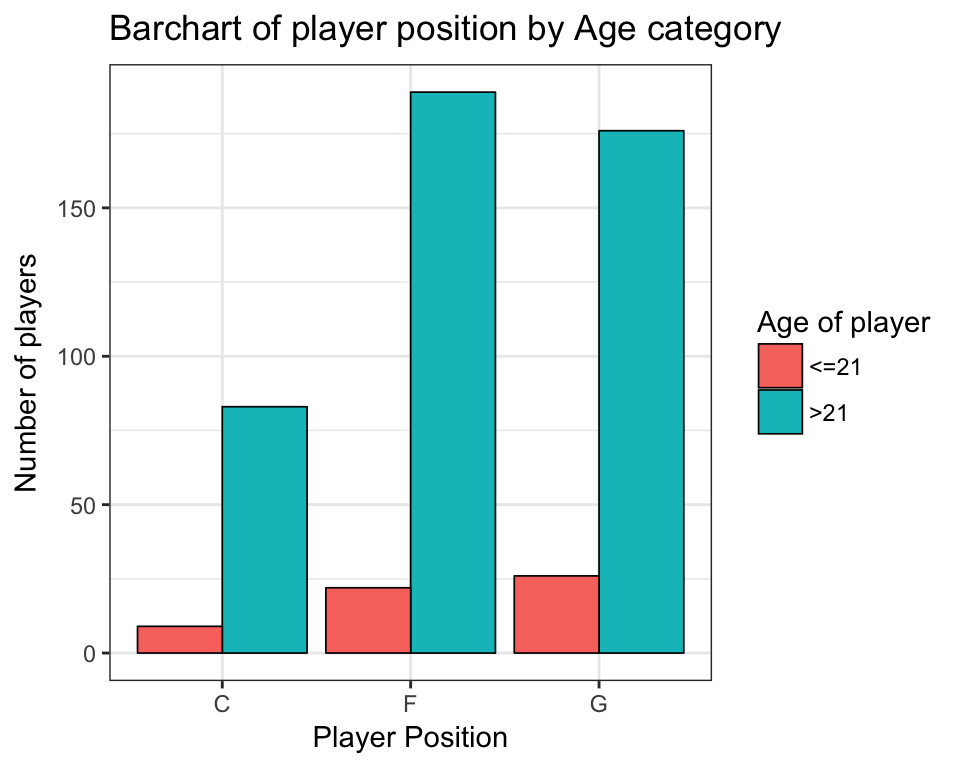 Barchart of player position by Age category
Number of players
150
100
50
0
C
F
G
Player Position
Age of player
<=21
>21